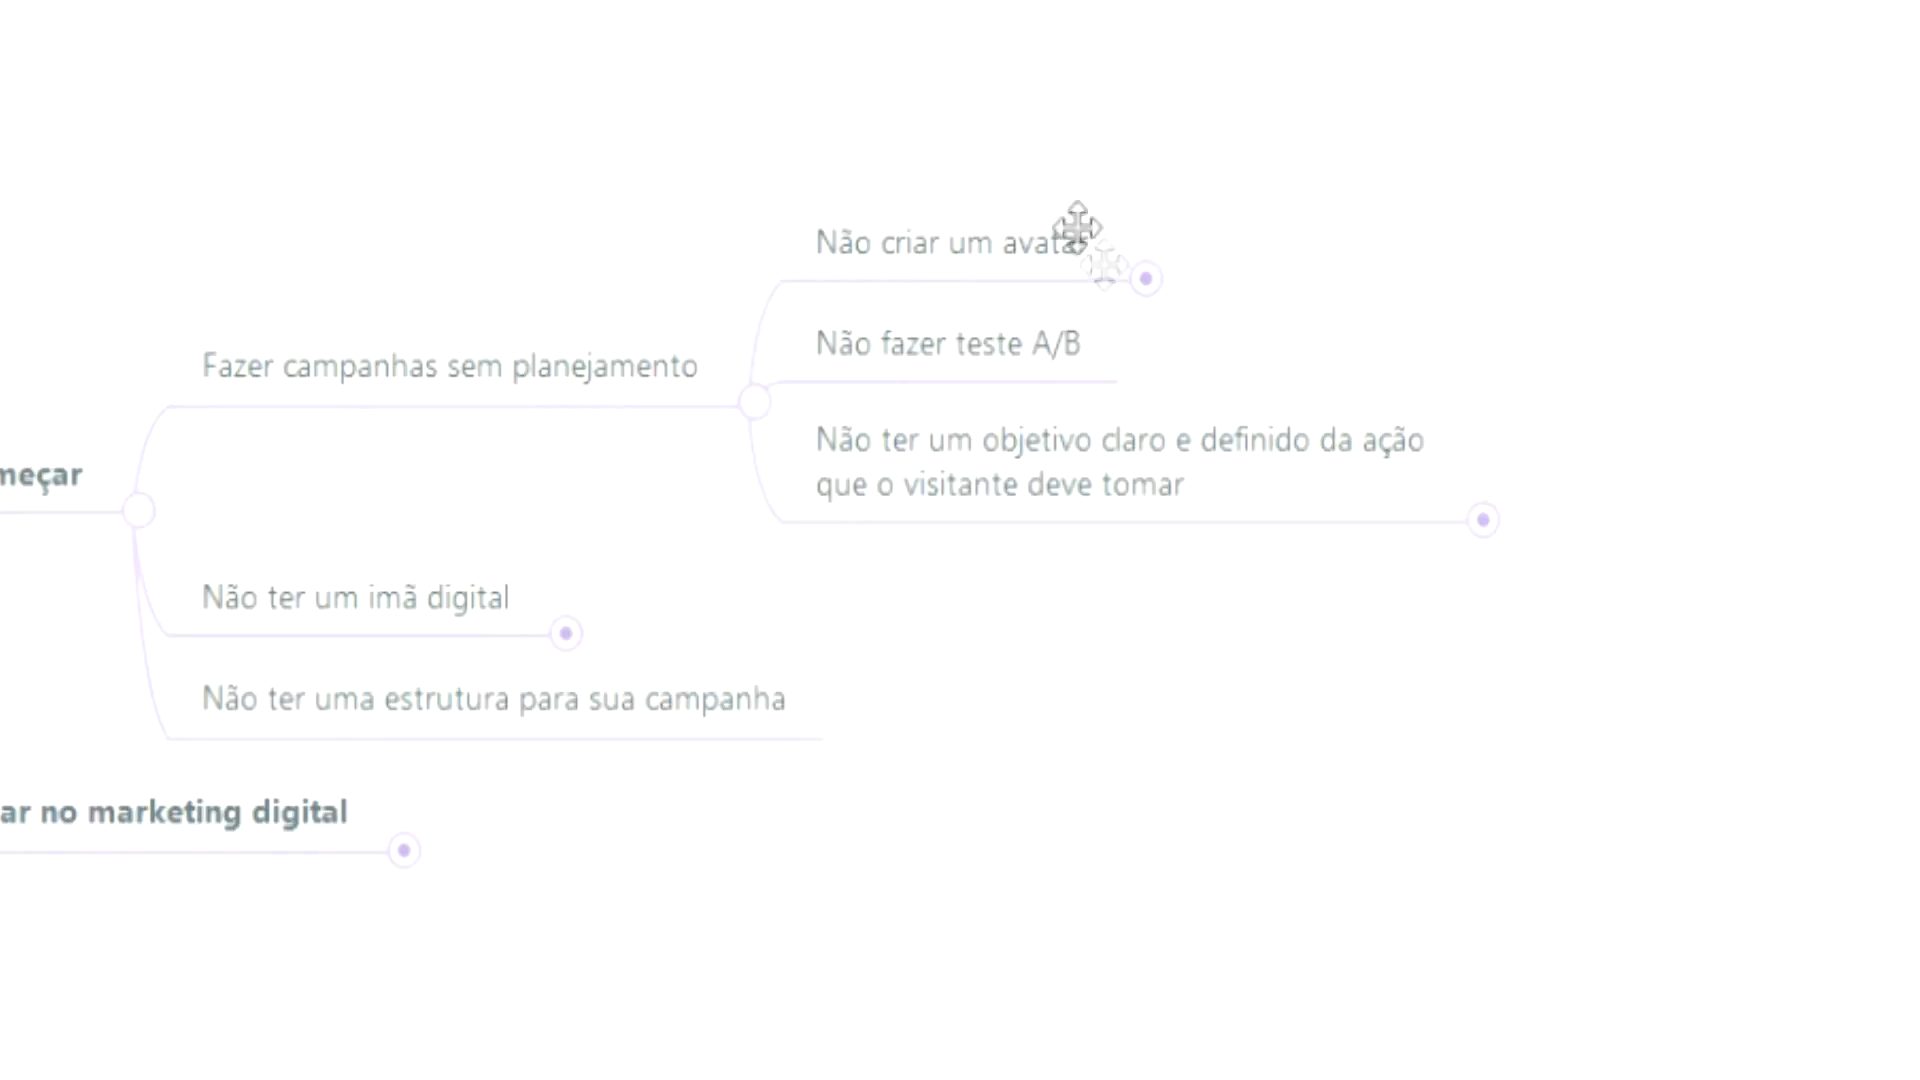 Não criar um avata
Não fazer teste A/B
Fazer campanhas sem planejamento
Não ter um objetivo claro e definido da ação
que o visitante deve tomar
meçar
Não ter um imã digital
Não ter uma estrutura para sua campanha
ar no marketing digital